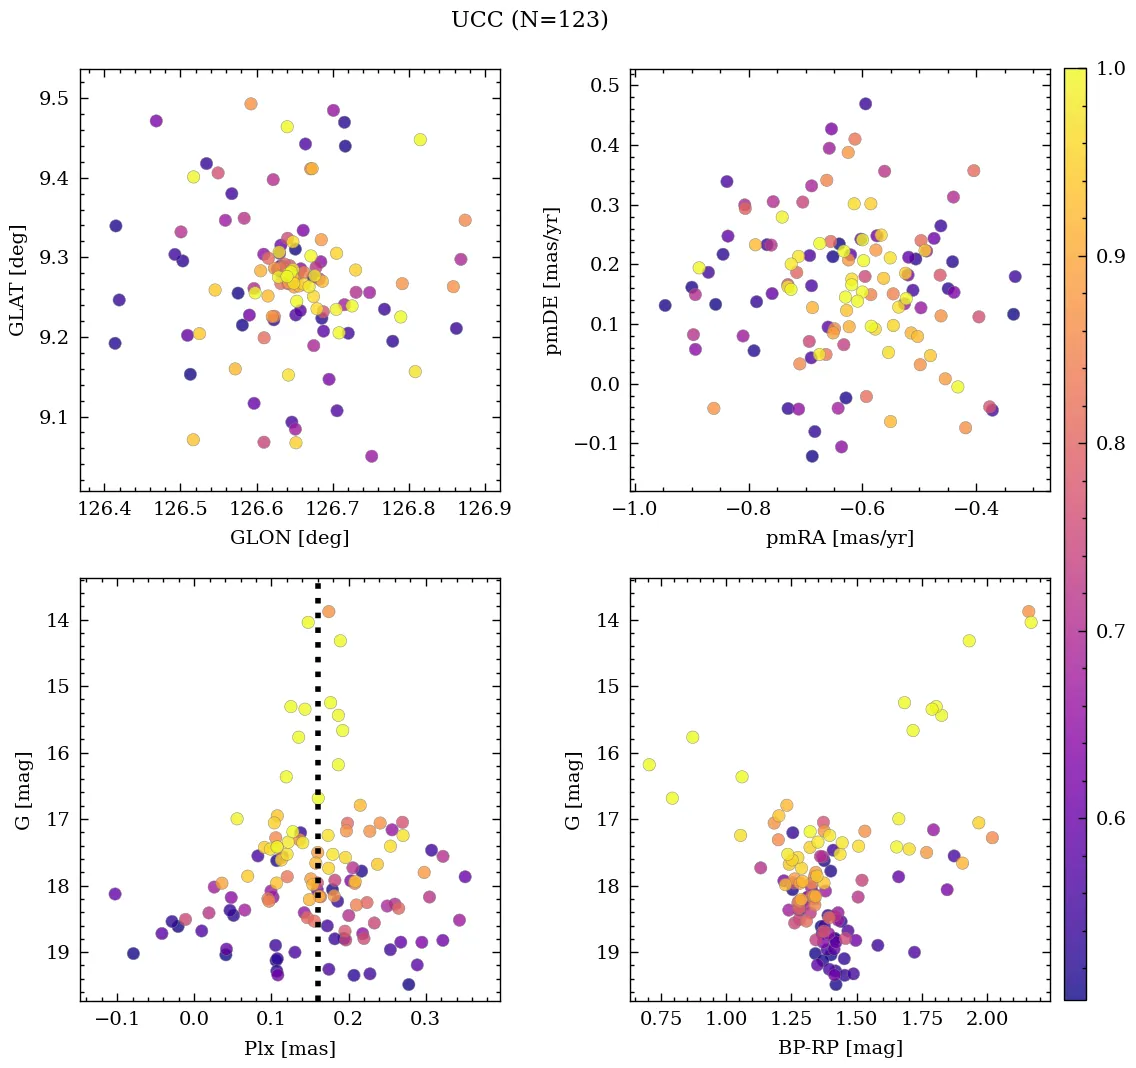 UCC (N=123)
9.5
9.4
9.3
9.2
9.1
GLAT [deg]
126.4 126.5 126.6 126.7 126.8 126.9
GLON [deg]
0.5
0.4
0.3
0.2
0.1
0.0
−0.1
pmDE [mas/yr]
−1.0 −0.8 −0.6 −0.4
pmRA [mas/yr]
1.0
0.9
0.8
0.7
0.6
14
15
16
17
18
19
G [mag]
−0.1 0.0 0.1 0.2 0.3
Plx [mas]
14
15
16
17
18
19
G [mag]
0.75 1.00 1.25 1.50 1.75 2.00
BP-RP [mag]